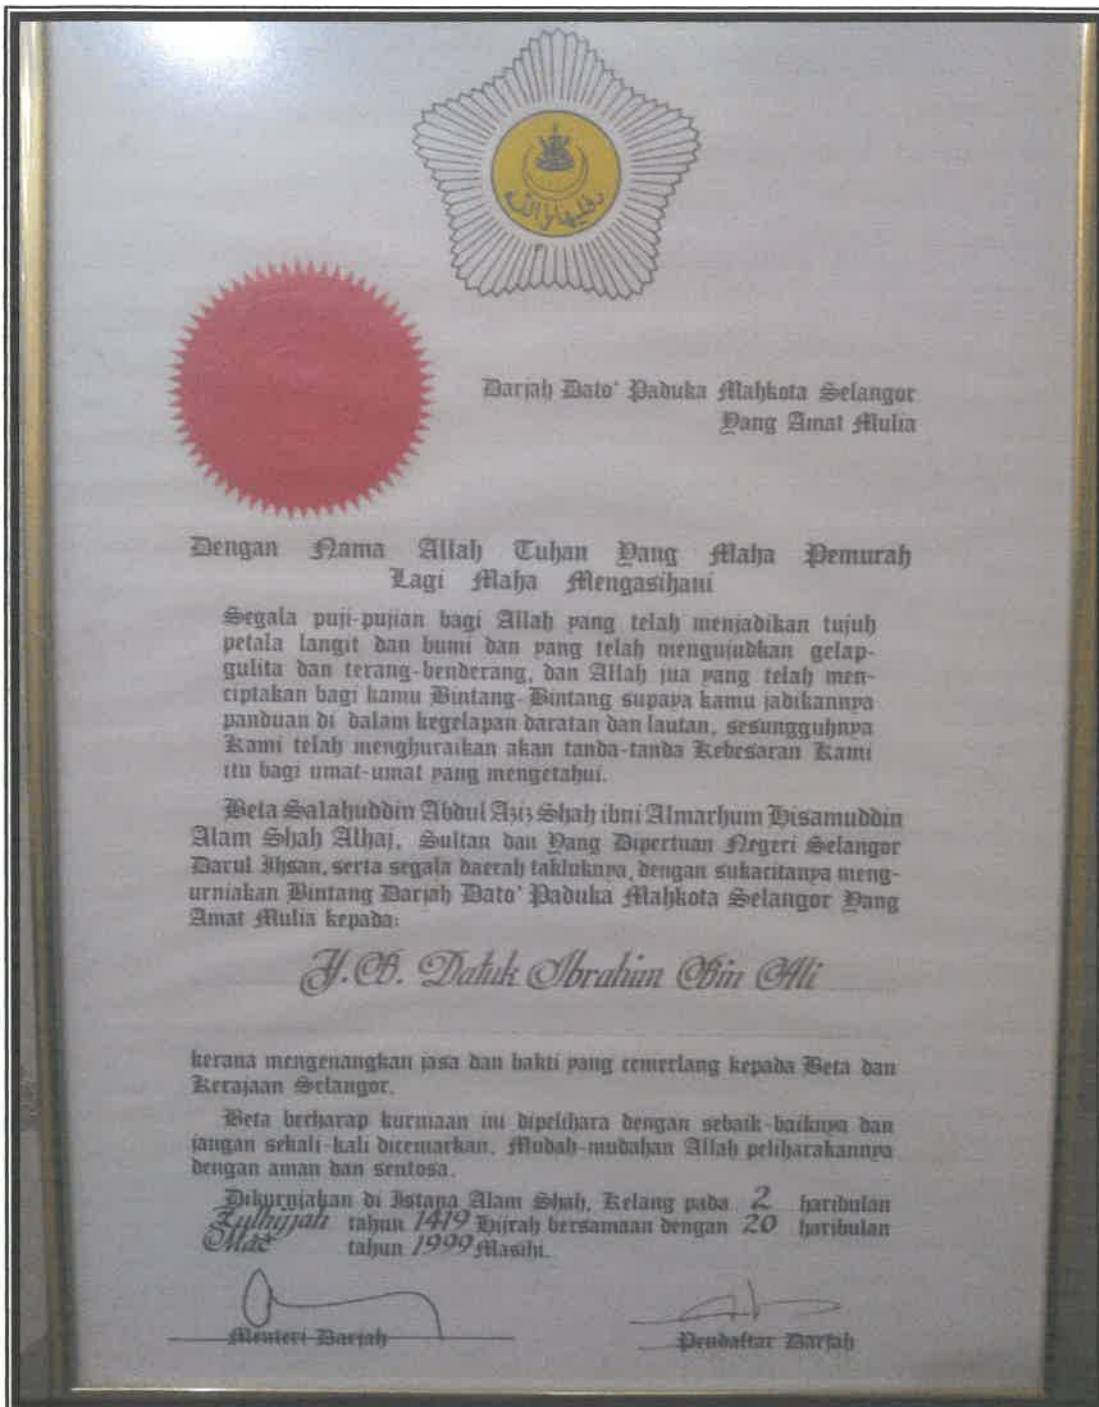 دفليهارا الله
Darjah Dato' Paduka Mahkota Selangor
Yang Amat Mulia
Dengan Nama Allah Tuhan Yang Maha Pemurah
Lagi Maha Mengasihani
Segala puji-pujian bagi Allah yang telah menjadikan tujuh
petala langit dan bumi dan yang telah mengujudkan gelap-
gulita dan terang-benderang, dan Allah jua yang telah men-
ciptakan bagi kamu Bintang-Bintang supaya kamu jadikannya
panduan di dalam kegelapan daratan dan lautan, sesungguhnya
Kami telah menghuraikan akan tanda-tanda Kebesaran Kami
itu bagi umat-umat yang mengetahui.
Beta Salahuddin Abdul Aziz Shah ibni Almarhum Hisamuddin
Alam Shah Alhaj, Sultan dan Yang Dipertuan Negeri Selangor
Darul Ihsan, serta segala daerah takluknya, dengan sukacitanya meng-
urniakan Bintang Darjah Dato' Paduka Mahkota Selangor Yang
Amat Mulia kepada:
Y.B. Datuk Ibrahim Bin Ali
kerana mengenangkan jasa dan bakti yang cemerlang kepada Beta dan
Kerajaan Selangor.
Beta berharap kurniaan ini dipelihara dengan sebaik-baiknya dan
jangan sekali-kali dicemarkan. Mudah-mudahan Allah peliharakannya
dengan aman dan sentosa.
Dikurniakan di Istana Alam Shah, Kelang pada 2 haribulan
Zulhijjah tahun 1419 Hijrah bersamaan dengan 20 haribulan
Mac tahun 1999 Masihi.
Menteri Darjah
Pendaftar Darjah